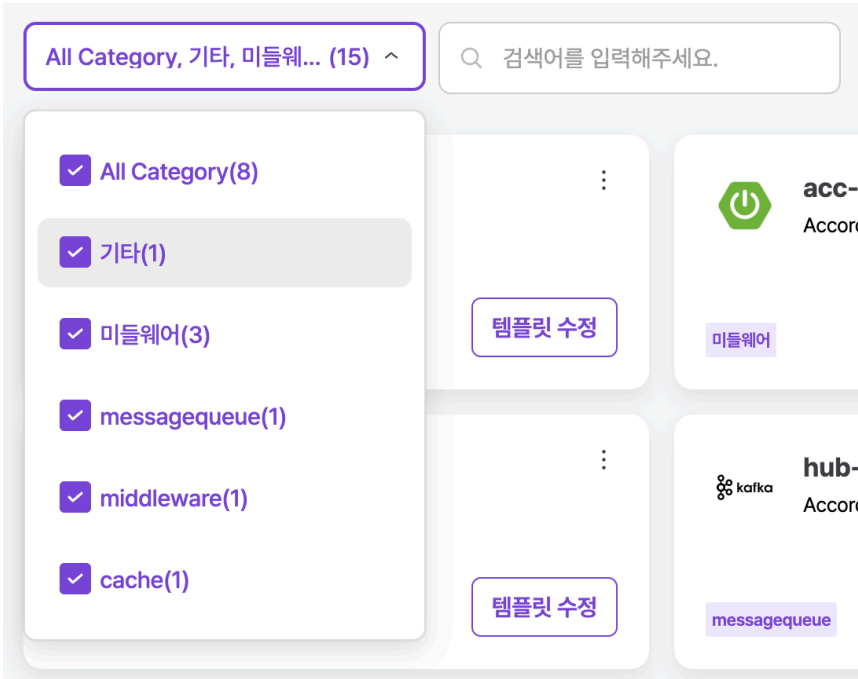 All Category, 기타, 미들웨... (15)
검색어를 입력해주세요.
All Category(8)
기타(1)
미들웨어(3)
messagequeue(1)
middleware(1)
cache(1)
템플릿 수정
acc-
Accor
미들웨어
템플릿 수정
kafka
hub-
Accor
messagequeue